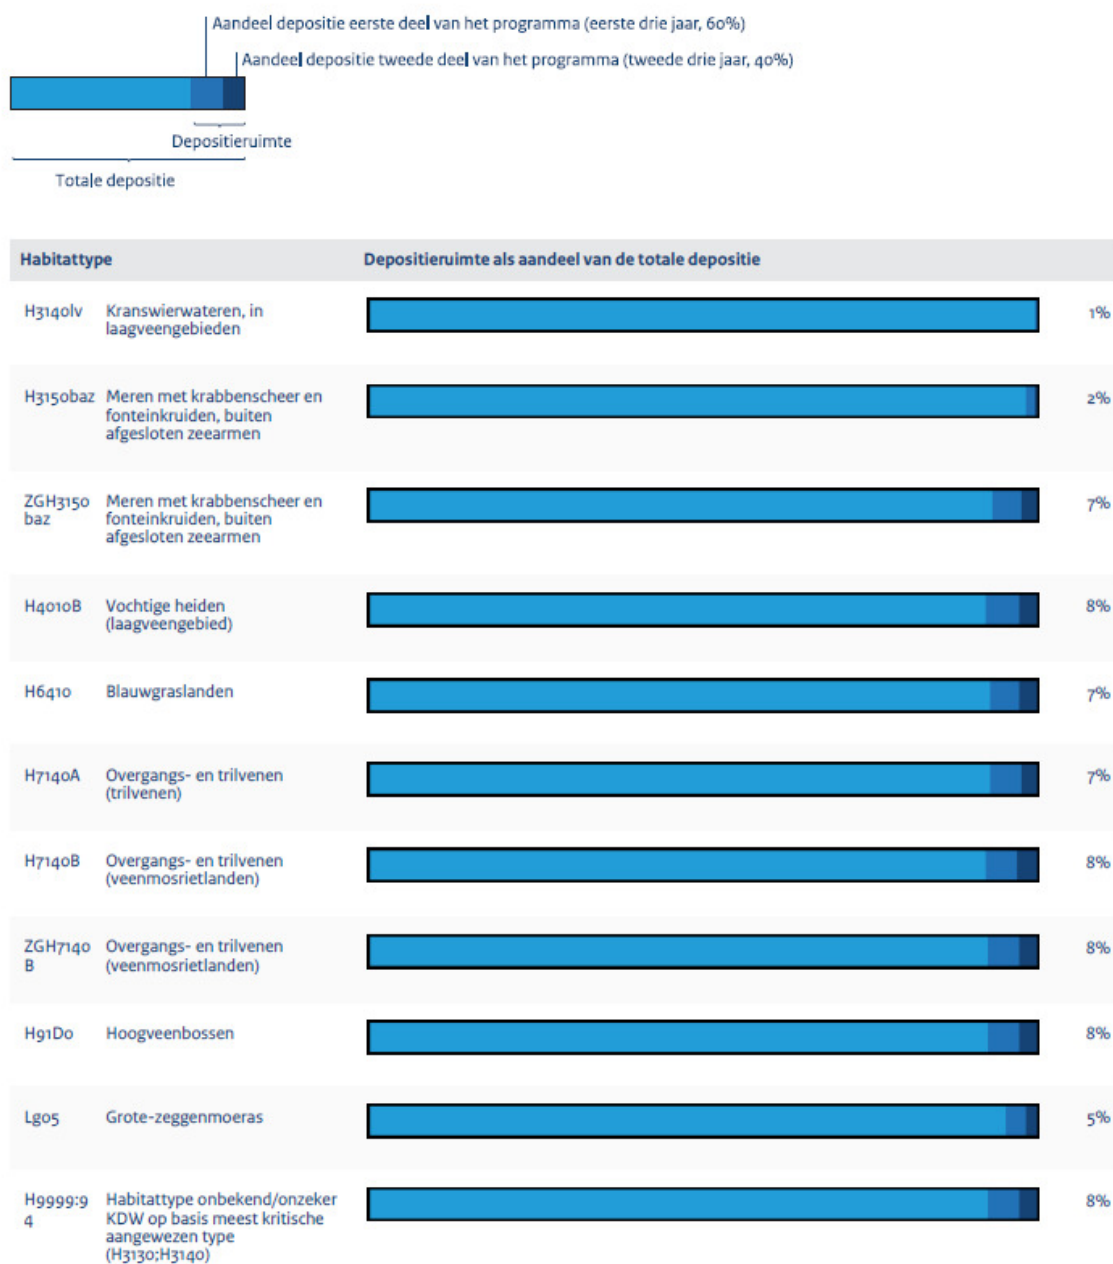 Aandeel depositie eerste deel van het programma (eerste drie jaar, 60%)
Aandeel depositie tweede deel van het programma (tweede drie jaar, 40%)
Depositieruimte
Totale depositie
Habitattype Depositieruimte als aandeel van de totale depositie
H3140lv Kranswierwateren, in 1%
laagveengebieden
H3150baz Meren met krabbenscheer en 2%
fonteinkruiden, buiten
afgesloten zeearmen
ZGH3150 Meren met krabbenscheer en 7%
baz fonteinkruiden, buiten
afgesloten zeearmen
H4010B Vochtige heiden 8%
(laagveengebied)
H6410 Blauwgraslanden 7%
H7140A Overgangs- en trilvenen 7%
(trilvenen)
H7140B Overgangs- en trilvenen 8%
(veenmosrietlanden)
ZGH7140 Overgangs- en trilvenen 8%
B (veenmosrietlanden)
H91D0 Hoogveenbossen 8%
Lg05 Grote-zeggenmoeras 5%
H9999:9 Habitattype onbekend/onzeker 8%
4 KDW op basis meest kritische
aangewezen type
(H3130;H3140)